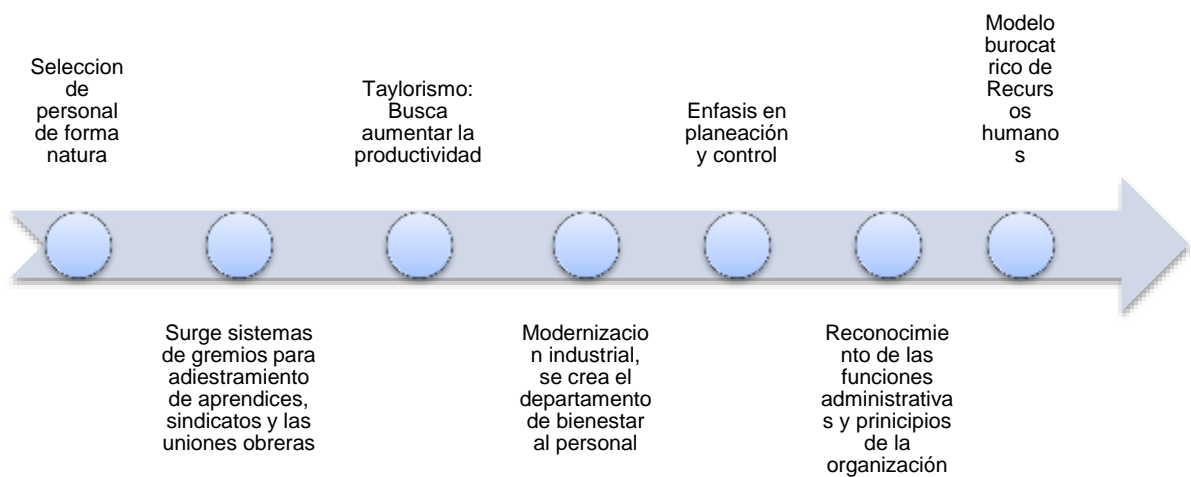 Seleccion
de
personal
de forma
natura
Surge sistemas
de gremios para
adiestramiento
de aprendices,
sindicatos y las
uniones obreras
Taylorismo:
Busca
aumentar la
productividad
Modernizacio
n industrial,
se crea el
departamento
de bienestar
al personal
Enfasis en
planeación
y control
Reconocimie
nto de las
funciones
administrativa
s y prinicipios
de la
organización
Modelo
burocat
rico de
Recurs
os
humano
s